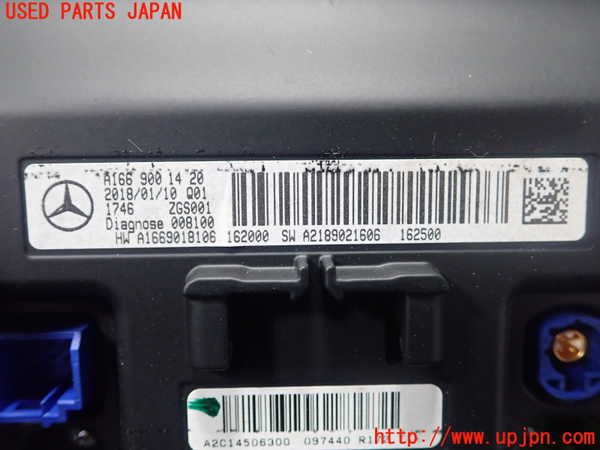 USED PARTS JAPAN
A166 900 14 20
2018/01/10 Q01
1746 ZGS001
Diagnose 008100
HW A1669018106 162000 SW A2189021606 162500
A2C14506300 097440
http://www.upjpn.com/